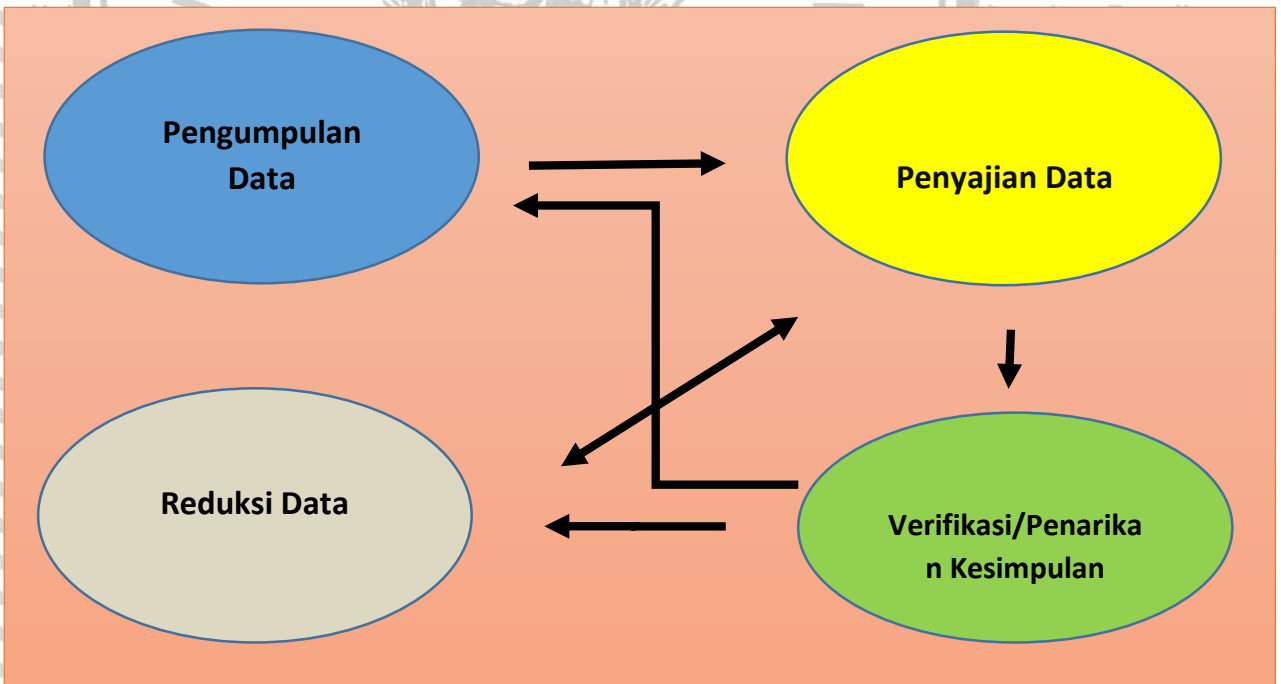 Pengumpulan
Data
Penyajian Data
Reduksi Data
Verifikasi/Penarika
n Kesimpulan